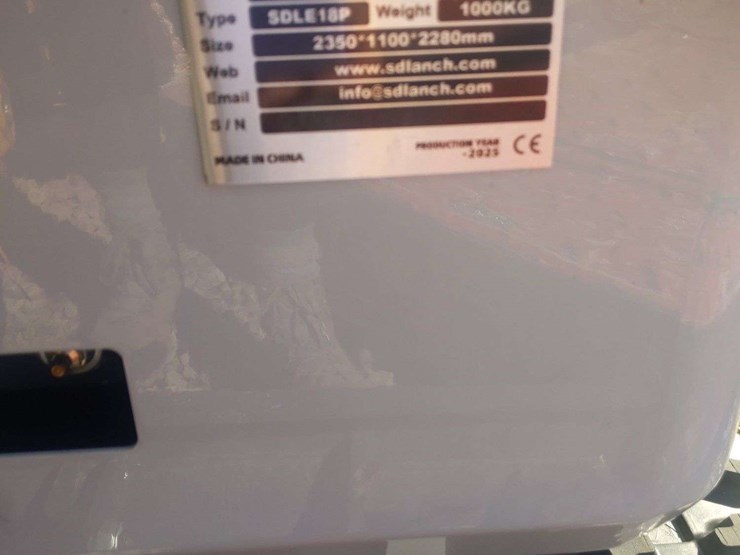 Type SDLE18P Weight 1000KG
Size 2350*1100*2280mm
Web www.sdlanch.com
Email info@sdlanch.com
S/N
MADE IN CHINA PRODUCTION YEAR CE
-2025